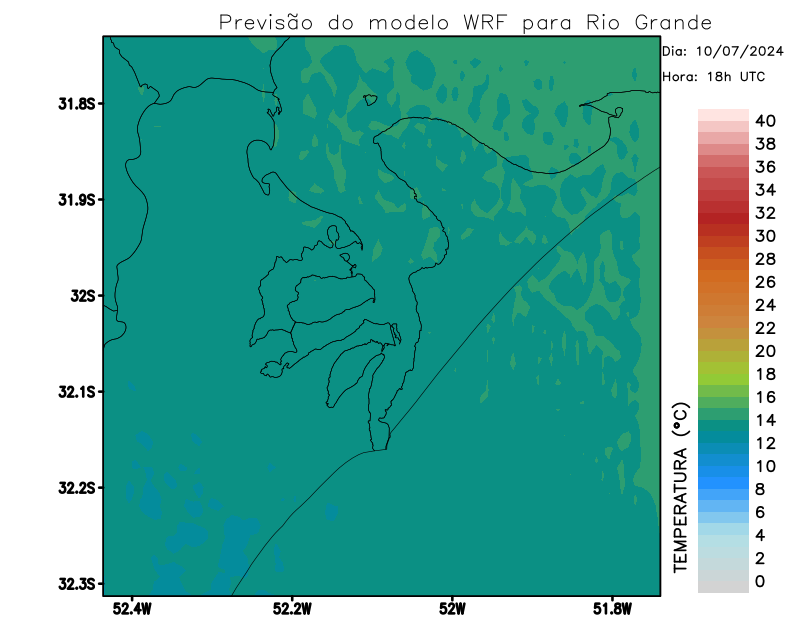 Previsão do modelo WRF para Rio Grande
Dia: 10/07/2024
Hora: 18h UTC
31.8S
31.9S
32S
32.1S
32.2S
32.3S
52.4W
52.2W
52W
51.8W
TEMPERATURA (°C)
40
38
36
34
32
30
28
26
24
22
20
18
16
14
12
10
8
6
4
2
0